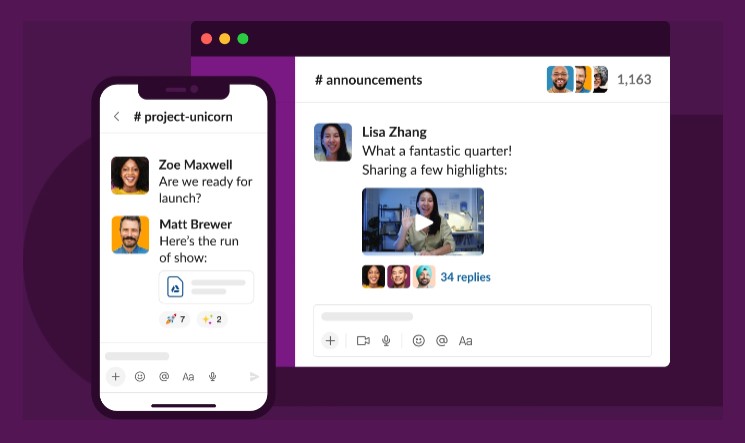 # project-unicorn
Zoe Maxwell
Are we ready for
launch?
Matt Brewer
Here's the run
of show:
7
2
Aa
# announcements
1,163
Lisa Zhang
What a fantastic quarter!
Sharing a few highlights:
34 replies
Aa